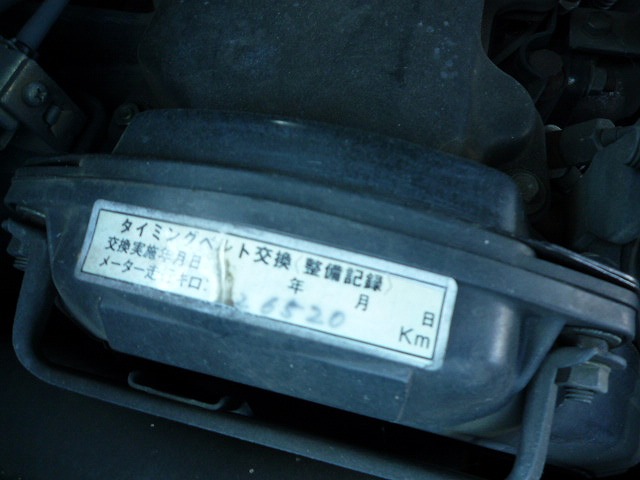 タイミングベルト交換〈整備記録〉
交換実施年月日 年 月 日
メーター走 キロ: 26520 Km